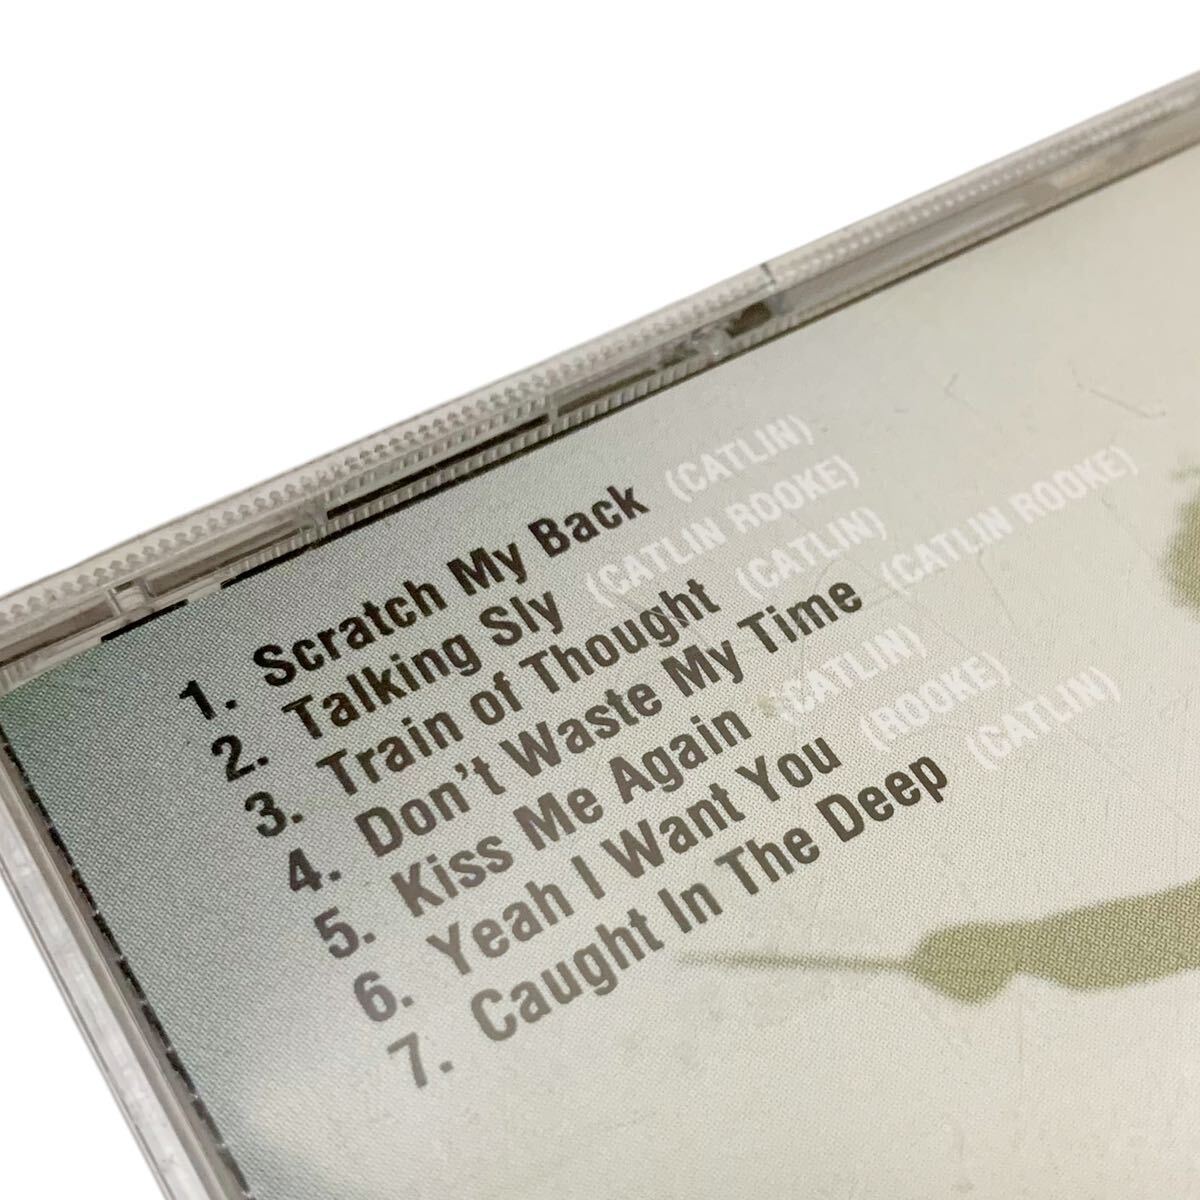 1. Scratch My Back (CATLIN)
2. Talking Sly (CATLIN ROOKE)
3. Train of Thought (CATLIN)
4. Don't Waste My Time (CATLIN ROOKE)
5. Kiss Me Again (CATLIN)
6. Yeah I Want You (ROOKE)
7. Caught In The Deep (CATLIN)